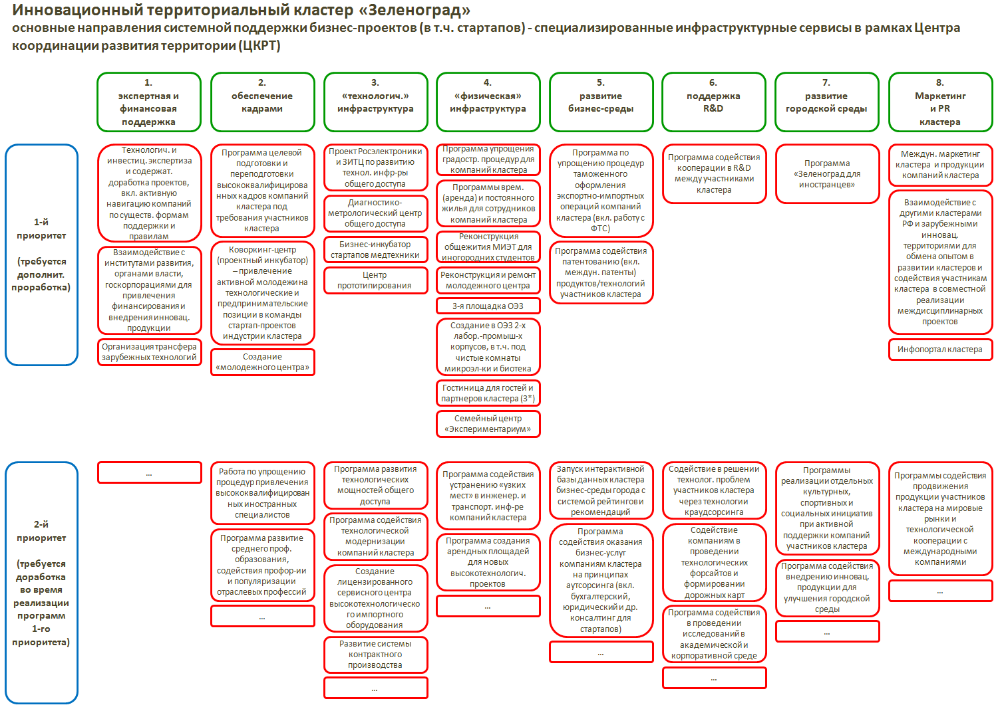 Инновационный территориальный кластер «Зеленоград»
основные направления системной поддержки бизнес-проектов (в т.ч. стартапов) - специализированные инфраструктурные сервисы в рамках Центра
координации развития территории (ЦКРТ)
1.
экспертная и
финансовая
поддержка
2.
обеспечение
кадрами
3.
«технологич.»
инфраструктура
4.
«физическая»
инфраструктура
5.
развитие
бизнес-среды
6.
поддержка
R&D
7.
развитие
городской среды
8.
Маркетинг
и PR
кластера
1-й
приоритет
(требуется
дополнит.
проработка)
Технологич. и
инвестиц. экспертиза
и содержат.
доработка проектов,
вкл. активную
навигацию компаний
по существ. формам
поддержки и
правилам
Взаимодействие с
институтами развития,
органами власти,
госкорпорациями для
привлечения
финансирования и
внедрения инновац.
продукции
Организация трансфера
зарубежных технологий
Программа целевой
подготовки и
переподготовки
высококвалифицирова
нных кадров компаний
кластера под
требования участников
кластера
Коворкинг-центр
(проектный инкубатор)
– привлечение
активной молодежи на
технологические и
предпринимательские
позиции в команды
стартап-проектов
индустрии кластера
Создание
«молодежного центра»
Проект Росэлектроники
и ЗИТЦ по развитию
технол. инфр-ры
общего доступа
Диагностико-
метрологический центр
общего доступа
Бизнес-инкубатор
стартапов медтехники
Центр
прототипирования
Программа упрощения
градостр. процедур для
компаний кластера
Программы врем.
(аренда) и постоянного
жилья для сотрудников
компаний кластера
Реконструкция
общежития МИЭТ для
иногородних студентов
Реконструкция и ремонт
молодежного центра
3-я площадка ОЭЗ
Создание в ОЭЗ 2-х
лабор.-промыш-х
корпусов, в т.ч. под
чистые комнаты
микроэл-ки и биотека
Гостиница для гостей и
партнеров кластера (3*)
Семейный центр
«Экспериментариум»
Программа по
упрощению процедур
таможенного
оформления
экспортно-импортных
операций компаний
кластера (вкл. работу с
ФТС)
Программа содействия
патентованию (вкл.
междун. патенты)
продуктов/технологий
участников кластера
Программа содействия
кооперации в R&D
между участниками
кластера
Программа
«Зеленоград для
иностранцев»
Междун. маркетинг
кластера и продукции
компаний кластера
Взаимодействие с
другими кластерами
РФ и зарубежными
инновац.
территориями для
обмена опытом в
развитии кластеров и
содействия участникам
кластера в совместной
реализации
междисциплинарных
проектов
Инфопортал кластера
2-й
приоритет
(требуется
доработка
во время
реализации
программ
1-го
приоритета)
...
Работа по упрощению
процедур привлечения
высококвалифицирован
ных иностранных
специалистов
Программа развитие
среднего проф.
образования,
содействия профор-ии
и популяризации
отраслевых профессий
...
Программа развития
технологических
мощностей общего
доступа
Программа содействия
технологической
модернизации
компаний кластера
Создание
лицензированного
сервисного центра
высокотехнологическо
го импортного
оборудования
Развитие системы
контрактного
производства
...
Программа содействия
устранению «узких
мест» в инженер. и
транспорт. инф-ре
компаний кластера
Программа создания
арендных площадей
для новых
высокотехнологич.
проектов
...
Запуск интерактивной
базы данных кластера
бизнес-среды города с
системой рейтингов и
рекомендаций
Программа
содействия оказания
бизнес-услуг
компаниям кластера
на принципах
аутсорсинга (вкл.
бухгалтерский,
юридический и др.
консалтинг для
стартапов)
...
Содействие в решении
технолог. проблем
участников кластера
через технологии
краудсорсинга
Содействие
компаниям в
проведении
технологических
форсайтов и
формировании
дорожных карт
Программа содействия
в проведении
исследований в
академической и
корпоративной среде
...
Программы
реализации отдельных
культурных,
спортивных и
социальных инициатив
при активной
поддержки компаний
участников кластера
Программа содействия
внедрению инновац.
продукции для
улучшения городской
среды
...
Программы содействия
продвижения
продукции участников
кластера на мировые
рынки и
технологической
кооперации с
международными
компаниями
...